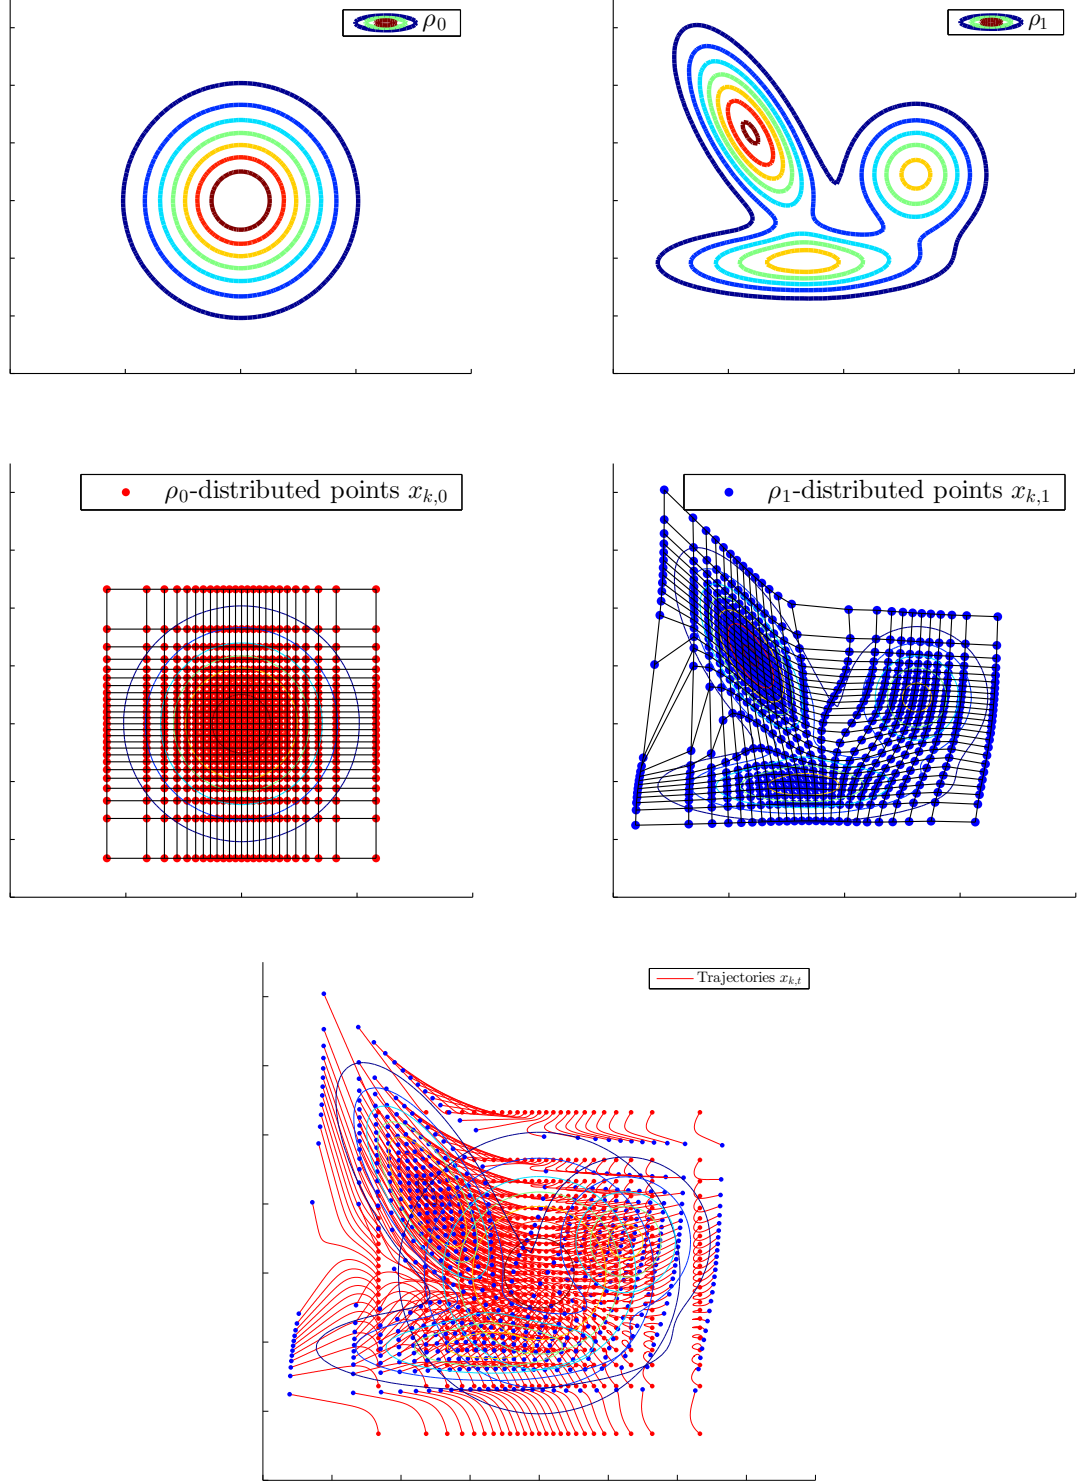 ρ₀
ρ₁
ρ₀-distributed points xₖ,₀
ρ₁-distributed points xₖ,₁
Trajectories xₖ,ₜ